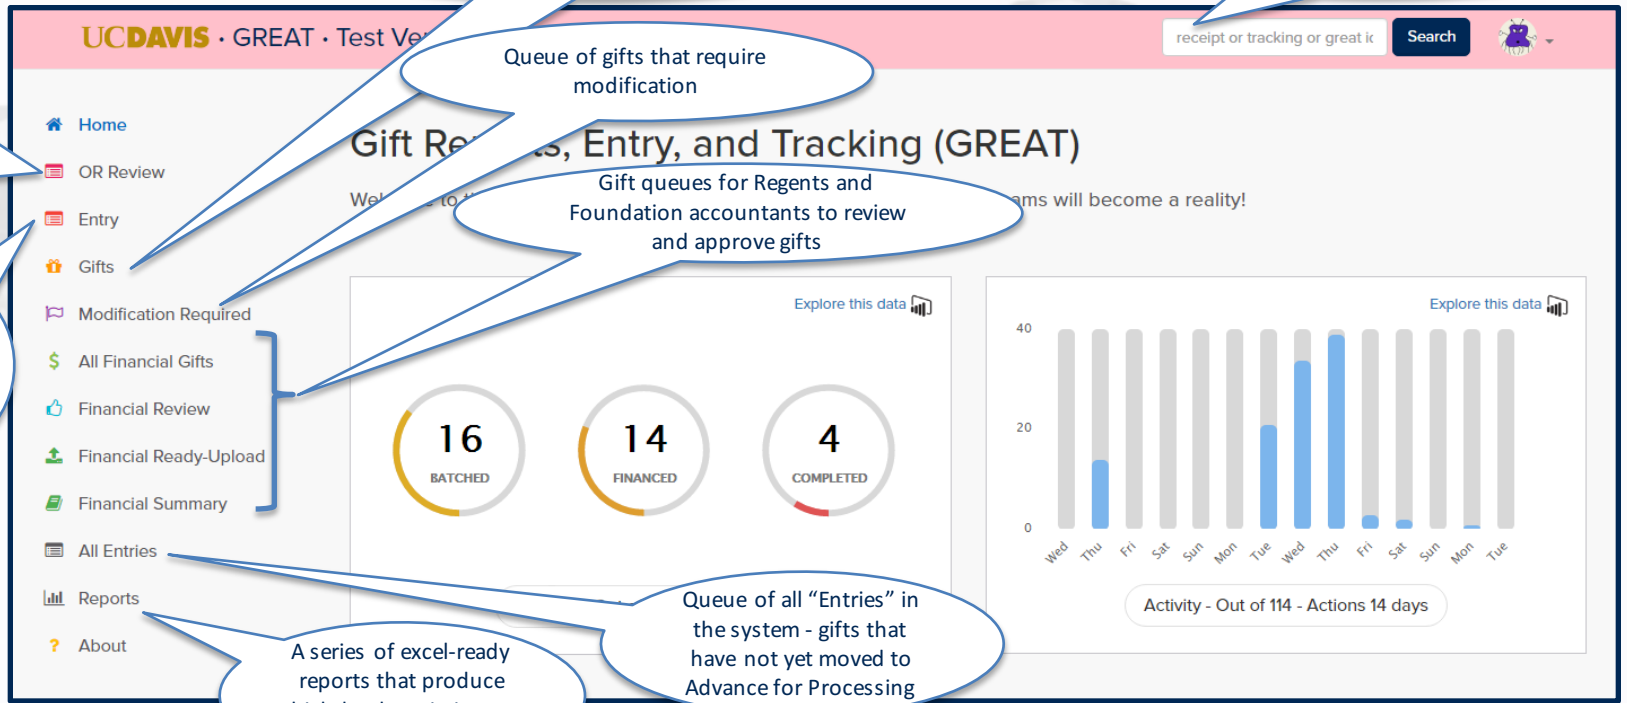 UCDAVIS · GREAT · Test
receipt or tracking or great
Search
Queue of gifts that require
modification
Home
OR Review
Entry
Gifts
Modification Required
All Financial Gifts
Financial Review
Financial Ready-Upload
Financial Summary
All Entries
Reports
About
Gift Entry, and Tracking (GREAT)
to will become a reality!
Gift queues for Regents and
Foundation accountants to review
and approve gifts
Explore this data
16
BATCHED
14
FINANCED
4
COMPLETED
Explore this data
40
20
0
Wed Thu Fri Sat Sun Mon Tue Wed Thu Fri Sat Sun Mon Tue
Activity - Out of 114 - Actions 14 days
Queue of all “Entries” in
the system - gifts that
have not yet moved to
Advance for Processing
A series of excel-ready
reports that produce